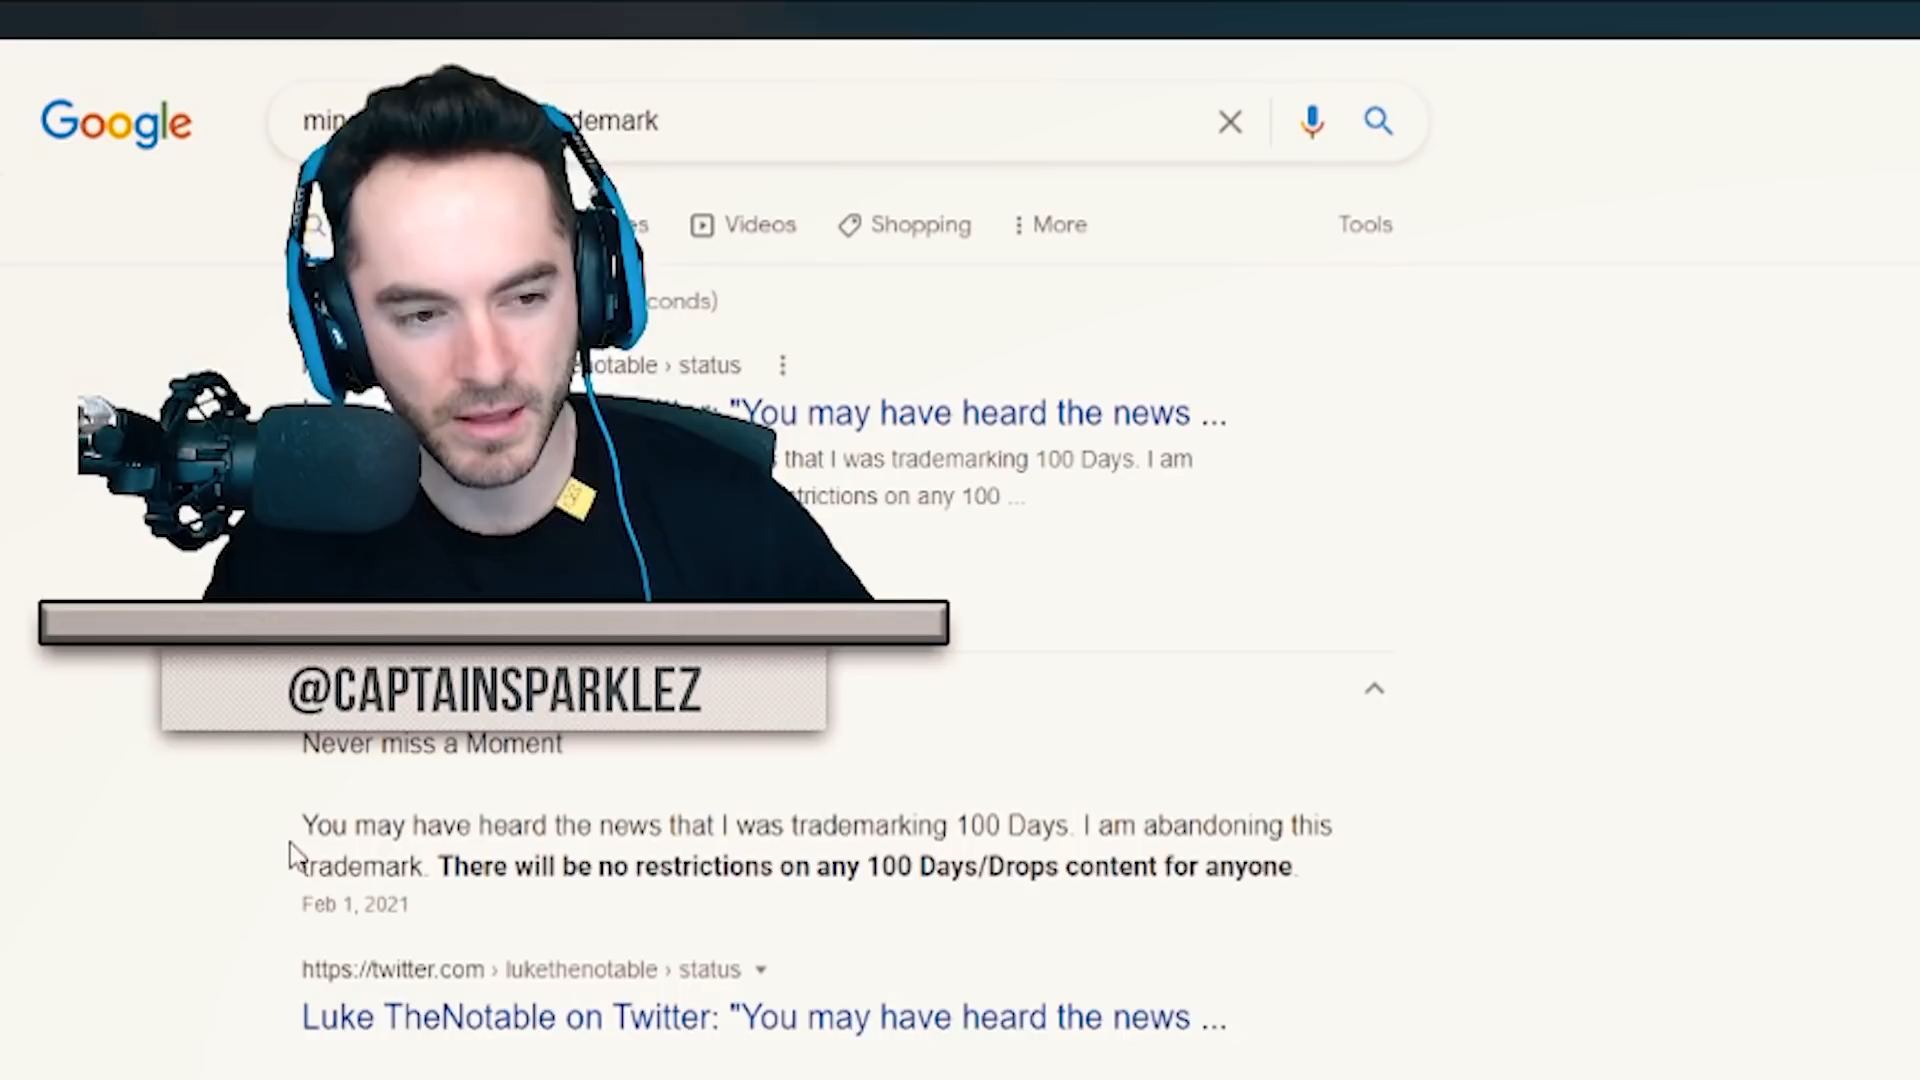 Google
demark
Videos
Shopping
More
Tools
conds)
notable › status
"You may have heard the news ...
that I was trademarking 100 Days. I am
trictions on any 100 ...
@CAPTAINSPARKLEZ
Never miss a Moment
You may have heard the news that I was trademarking 100 Days. I am abandoning this
trademark. There will be no restrictions on any 100 Days/Drops content for anyone.
Feb 1, 2021
https://twitter.com › lukethenotable › status
Luke TheNotable on Twitter: "You may have heard the news ...